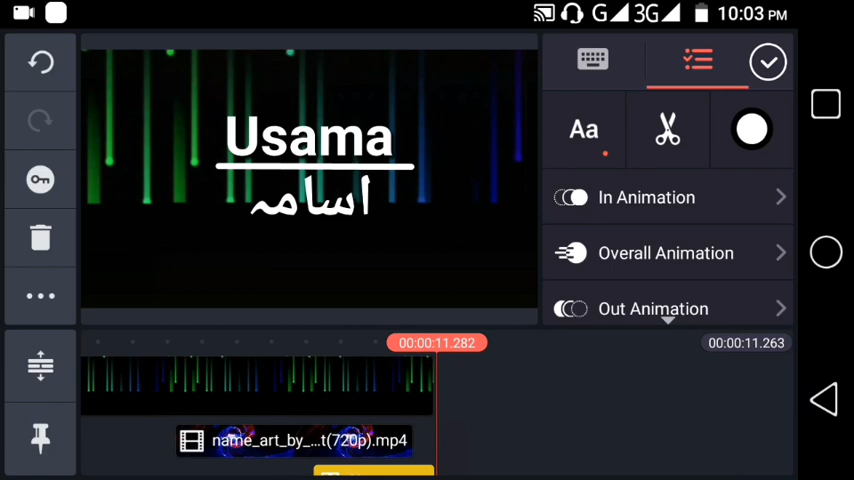 G 3G 10:03 PM
Usama
اسامہ
Aa
In Animation
Overall Animation
Out Animation
00:00:11.282
00:00:11.263
name_art_by_...t(720p).mp4